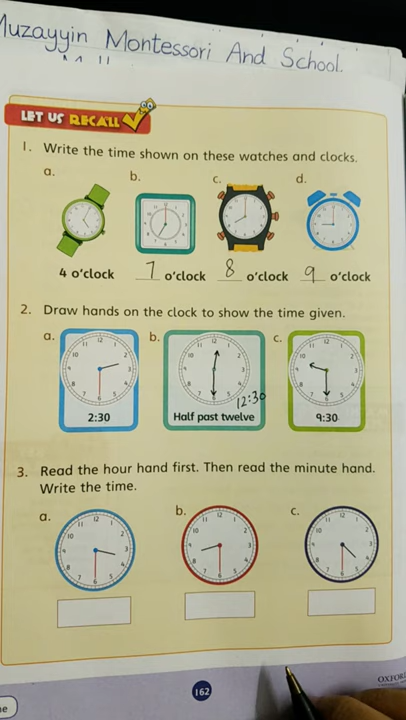 Muzayyin Montessori And School.
LET US RECALL
1. Write the time shown on these watches and clocks.
a. b. c. d.
4 o'clock 7 o'clock 8 o'clock 9 o'clock
2. Draw hands on the clock to show the time given.
a. b. c.
12:30
2:30 Half past twelve 9:30
3. Read the hour hand first. Then read the minute hand.
Write the time.
a. b. c.
162
OXFORD